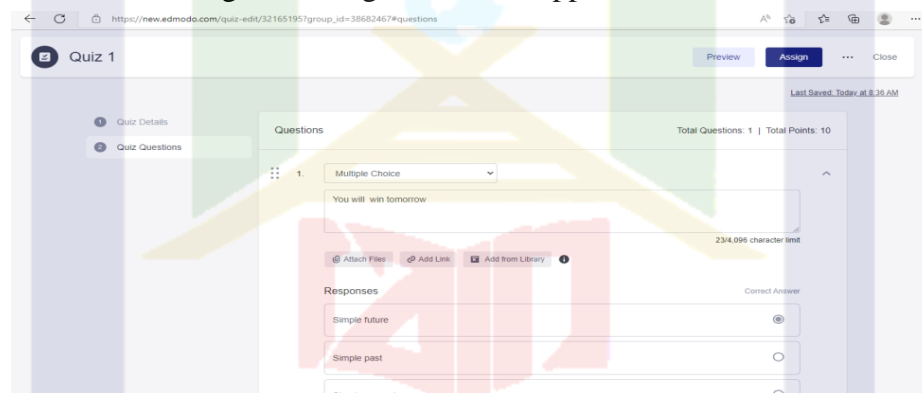 https://new.edmodo.com/quiz-edit/32165195?group_id=38682467#questions
Quiz 1
Preview
Assign
Close
Last Saved: Today at 8:36 AM
1 Quiz Details
2 Quiz Questions
Questions
Total Questions: 1 | Total Points: 10
1.
Multiple Choice
You will win tomorrow
23/4,096 character limit
Attach Files
Add Link
Add from Library
Responses
Correct Answer
Simple future
Simple past